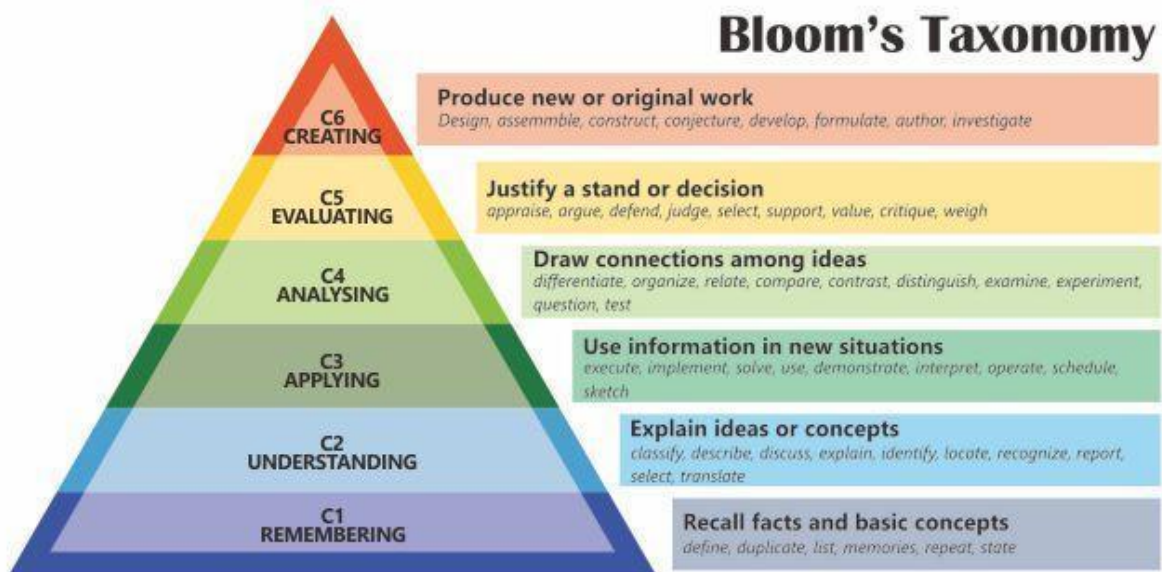 Bloom's Taxonomy
C6
CREATING
Produce new or original work
Design, assemmble, construct, conjecture, develop, formulate, author, investigate
C5
EVALUATING
Justify a stand or decision
appraise, argue, defend, judge, select, support, value, critique, weigh
C4
ANALYSING
Draw connections among ideas
differentiate, organize, relate, compare, contrast, distinguish, examine, experiment,
question, test
C3
APPLYING
Use information in new situations
execute, implement, solve, use, demonstrate, interpret, operate, schedule,
sketch
C2
UNDERSTANDING
Explain ideas or concepts
classify, describe, discuss, explain, identify, locate, recognize, report,
select, translate
C1
REMEMBERING
Recall facts and basic concepts
define, duplicate, list, memories, repeat, state